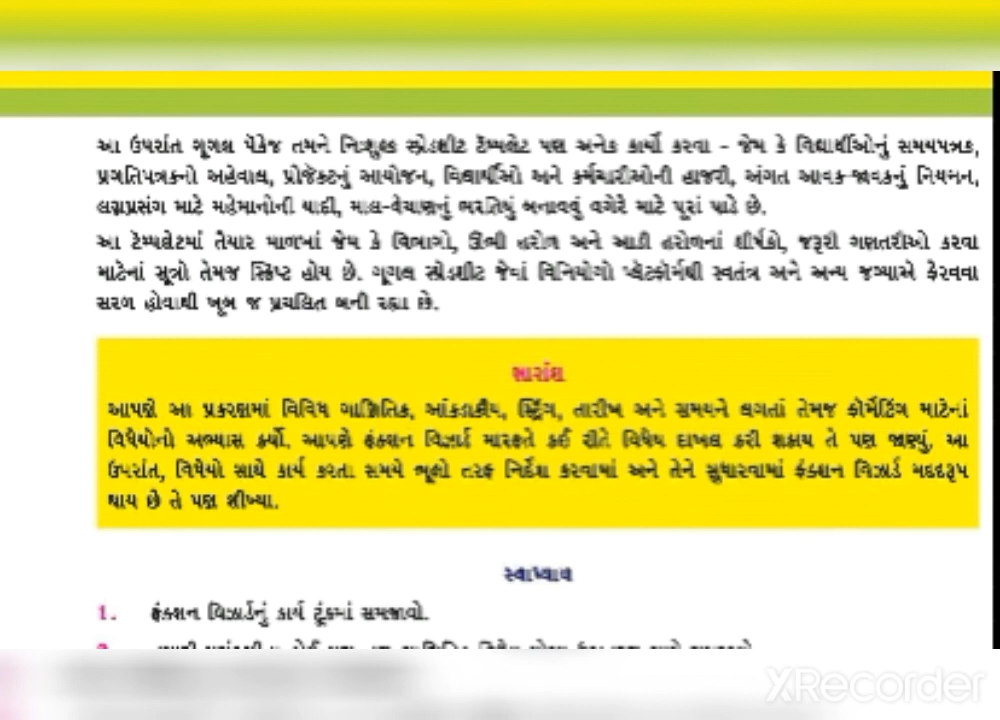 આ ઉપરાંત ગૂગલ પૅકેજ તમને નિઃશુલ્ક સ્પ્રેડશીટ ટેમ્પલેટ પણ અનેક કાર્યો કરવા - જેમ કે વિદ્યાર્થીઓનું સમયપત્રક,
પ્રગતિપત્રકનો અહેવાલ, પ્રોજેક્ટનું આયોજન, વિદ્યાર્થીઓ અને કર્મચારીઓની હાજરી, અંગત આવક-જાવકનું નિયમન,
લગ્નપ્રસંગ માટે મહેમાનોની યાદી, માલ-વેચાણનું ભરતિયું બનાવવું વગેરે માટે પૂરાં પાડે છે.
આ ટેમ્પલેટમાં તૈયાર માળખાં જેમ કે વિભાગો, ઊભી હરોળ અને આડી હરોળનાં શીર્ષકો, જરૂરી ગણતરીઓ કરવા
માટેનાં સૂત્રો તેમજ સ્ક્રિપ્ટ હોય છે. ગૂગલ સ્પ્રેડશીટ જેવાં વિનિયોગો પ્લૅટફૉર્મથી સ્વતંત્ર અને અન્ય જગ્યાએ ફેરવવા
સરળ હોવાથી ખૂબ જ પ્રચલિત બની રહ્યા છે.
સારાંશ
આપણે આ પ્રકરણમાં વિવિધ ગાણિતિક, આંકડાકીય, સ્ટ્રિંગ, તારીખ અને સમયને લગતાં તેમજ ફૉર્મેટિંગ માટેનાં
વિધેયોનો અભ્યાસ કર્યો. આપણે ફંક્શન વિઝાર્ડ મારફતે કઈ રીતે વિધેય દાખલ કરી શકાય તે પણ જાણ્યું. આ
ઉપરાંત, વિધેયો સાથે કાર્ય કરતા સમયે ભૂલો તરફ નિર્દેશ કરવામાં અને તેને સુધારવામાં ફંક્શન વિઝાર્ડ મદદરૂપ
થાય છે તે પણ શીખ્યા.
સ્વાધ્યાય
1. ફંક્શન વિઝાર્ડનું કાર્ય ટૂંકમાં સમજાવો.
XRecorder